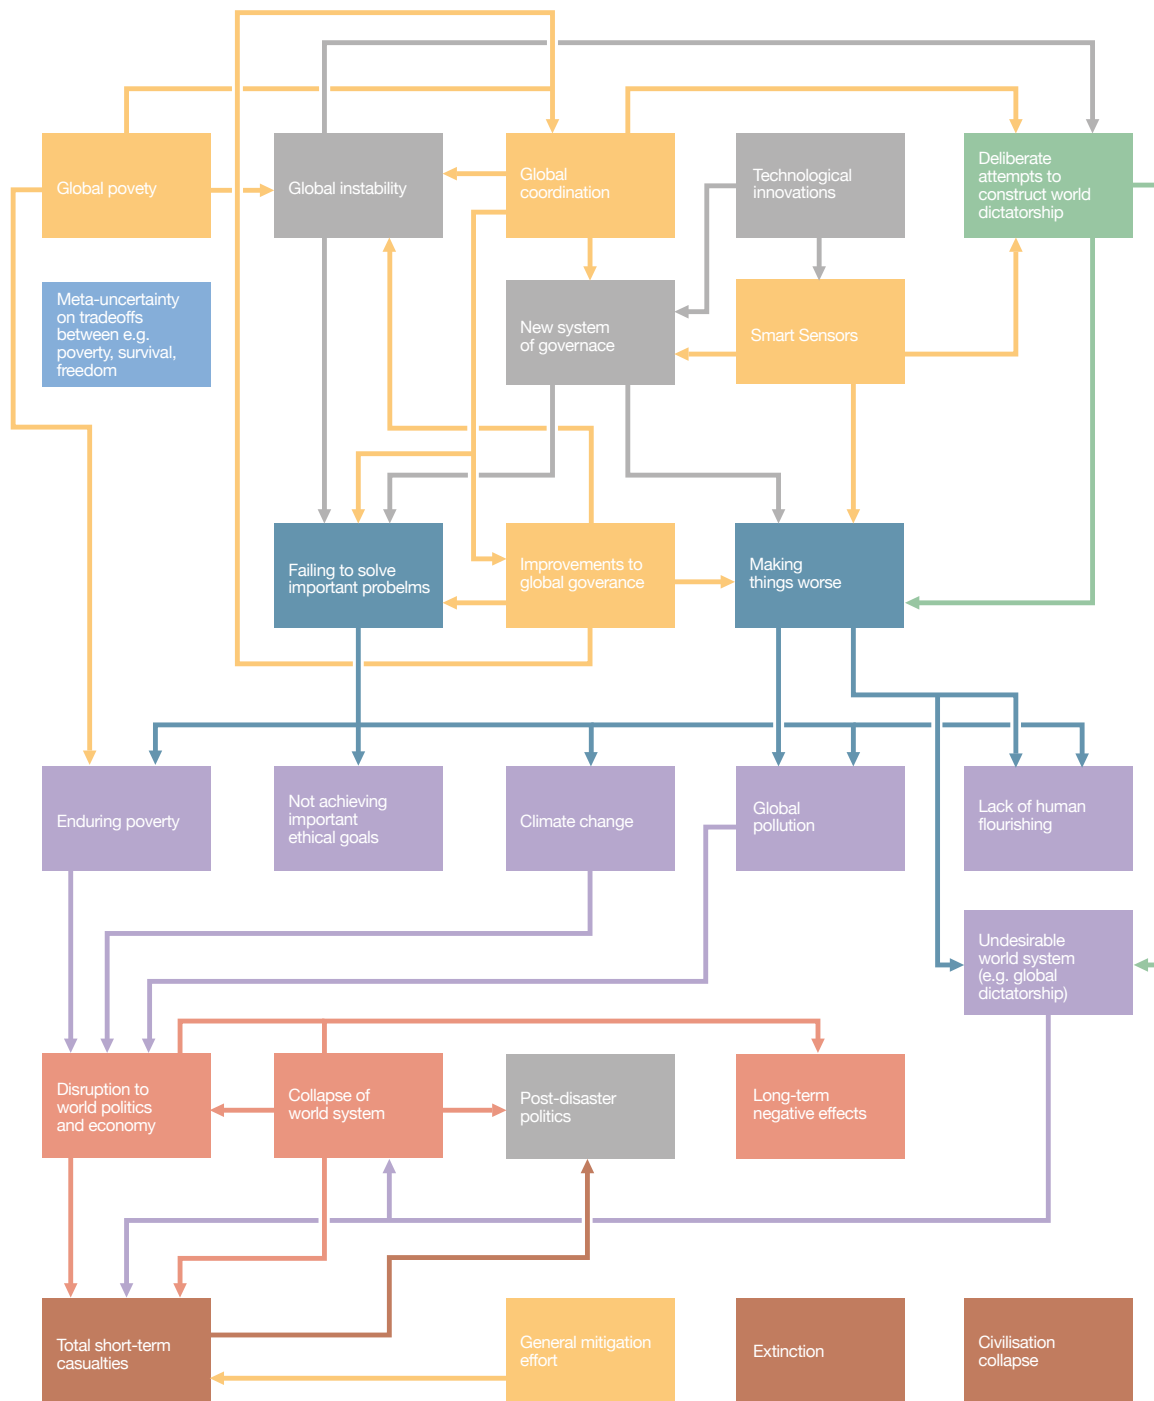 Global povety
Global instability
Global
coordination
Technological
innovations
Deliberate
attempts to
construct world
dictatorship
Meta-uncertainty
on tradeoffs
between e.g.
poverty, survival,
freedom
New system
of governace
Smart Sensors
Failing to solve
important probelms
Improvements to
global goverance
Making
things worse
Enduring poverty
Not achieving
important
ethical goals
Climate change
Global
pollution
Lack of human
flourishing
Undesirable
world system
(e.g. global
dictatorship)
Disruption to
world politics
and economy
Collapse of
world system
Post-disaster
politics
Long-term
negative effects
Total short-term
casualties
General mitigation
effort
Extinction
Civilisation
collapse